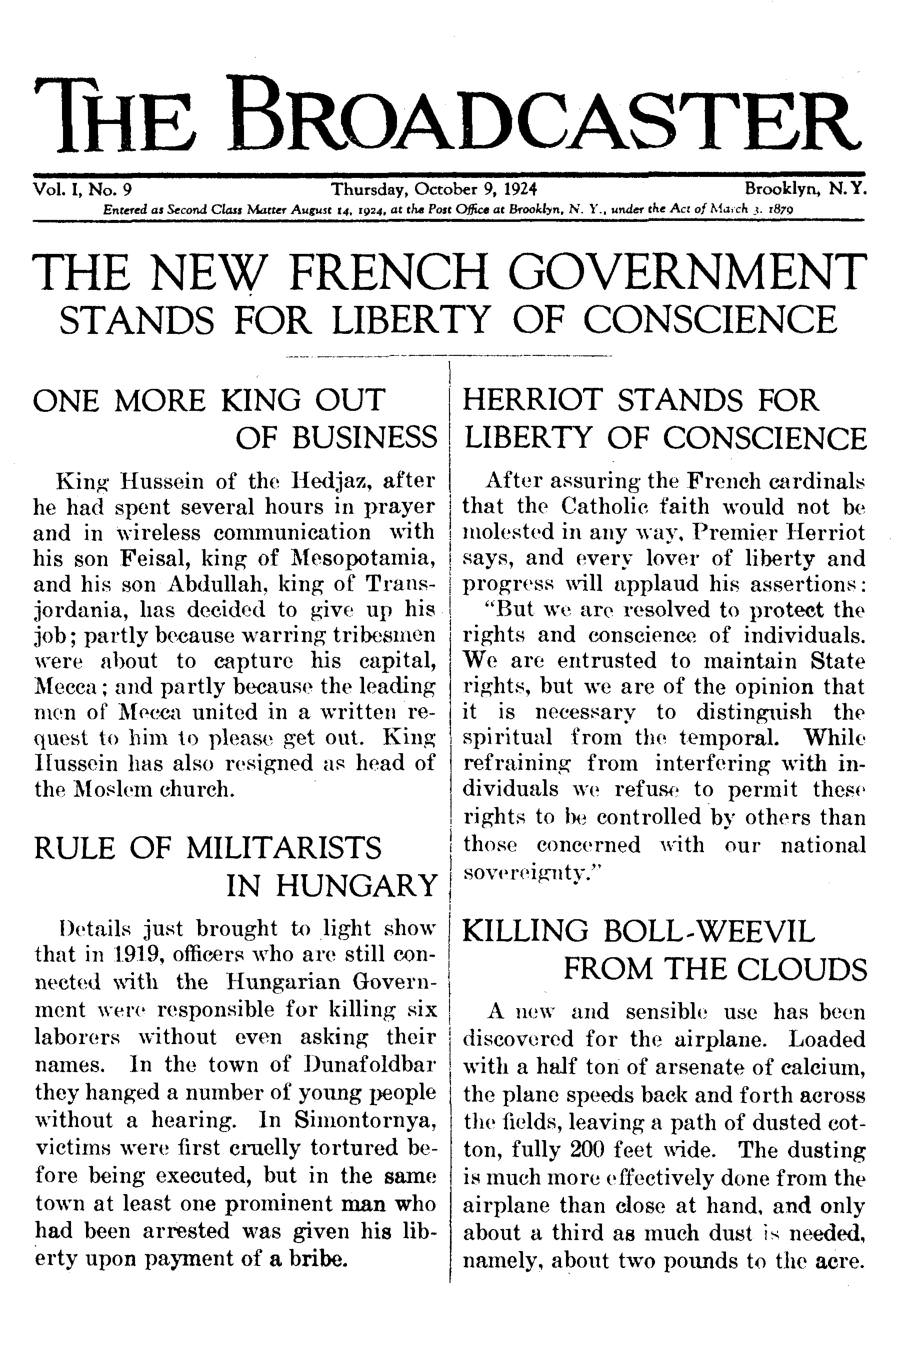 THE BROADCASTER
Vol. I, No. 9 Thursday, October 9, 1924 Brooklyn, N. Y.
Entered as Second Class Matter August 14, 1924, at the Post Office at Brooklyn, N. Y., under the Act of March 3, 1879
THE NEW FRENCH GOVERNMENT
STANDS FOR LIBERTY OF CONSCIENCE
ONE MORE KING OUT
OF BUSINESS
King Hussein of the Hedjaz, after
he had spent several hours in prayer
and in wireless communication with
his son Feisal, king of Mesopotamia,
and his son Abdullah, king of Trans-
jordania, has decided to give up his
job; partly because warring tribesmen
were about to capture his capital,
Mecca; and partly because the leading
men of Mecca united in a written re-
quest to him to please get out. King
Hussein has also resigned as head of
the Moslem church.
RULE OF MILITARISTS
IN HUNGARY
Details just brought to light show
that in 1919, officers who are still con-
nected with the Hungarian Govern-
ment were responsible for killing six
laborers without even asking their
names. In the town of Dunafoldbar
they hanged a number of young people
without a hearing. In Simontornya,
victims were first cruelly tortured be-
fore being executed, but in the same
town at least one prominent man who
had been arrested was given his lib-
erty upon payment of a bribe.
HERRIOT STANDS FOR
LIBERTY OF CONSCIENCE
After assuring the French cardinals
that the Catholic faith would not be
molested in any way, Premier Herriot
says, and every lover of liberty and
progress will applaud his assertions:
"But we are resolved to protect the
rights and conscience of individuals.
We are entrusted to maintain State
rights, but we are of the opinion that
it is necessary to distinguish the
spiritual from the temporal. While
refraining from interfering with in-
dividuals we refuse to permit these
rights to be controlled by others than
those concerned with our national
sovereignty."
KILLING BOLL-WEEVIL
FROM THE CLOUDS
A new and sensible use has been
discovered for the airplane. Loaded
with a half ton of arsenate of calcium,
the plane speeds back and forth across
the fields, leaving a path of dusted cot-
ton, fully 200 feet wide. The dusting
is much more effectively done from the
airplane than close at hand, and only
about a third as much dust is needed,
namely, about two pounds to the acre.